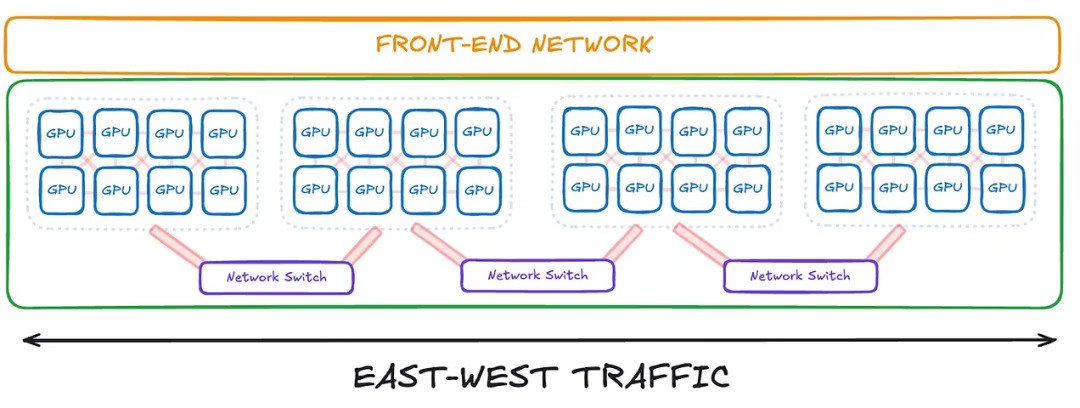 FRONT-END NETWORK
GPU GPU GPU GPU GPU GPU GPU GPU GPU GPU GPU GPU GPU GPU GPU GPU
GPU GPU GPU GPU GPU GPU GPU GPU GPU GPU GPU GPU GPU GPU GPU GPU
Network Switch Network Switch Network Switch
EAST-WEST TRAFFIC